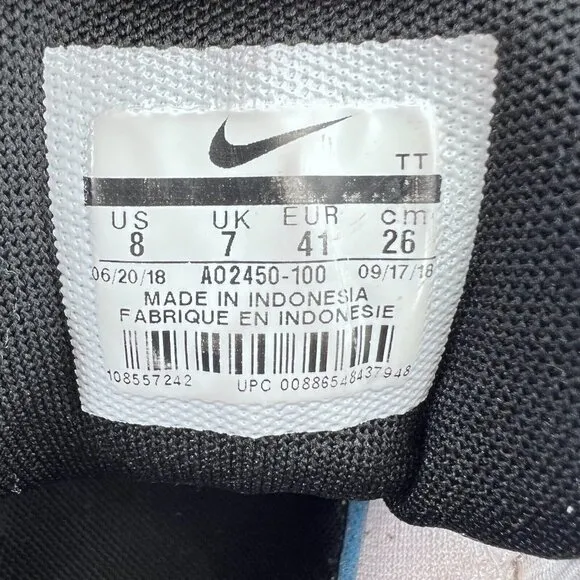 TT
US UK EUR cm
8 7 41 26
06/20/18 AO2450-100 09/17/18
MADE IN INDONESIA
FABRIQUE EN INDONESIE
108557242 UPC 00886548437948